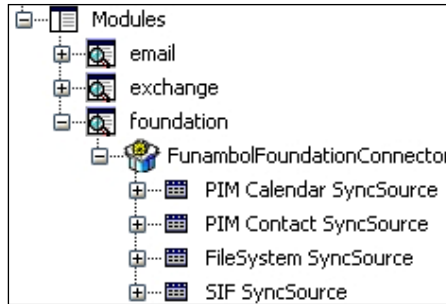 Modules
email
exchange
foundation
FunambolFoundationConnector
PIM Calendar SyncSource
PIM Contact SyncSource
FileSystem SyncSource
SIF SyncSource